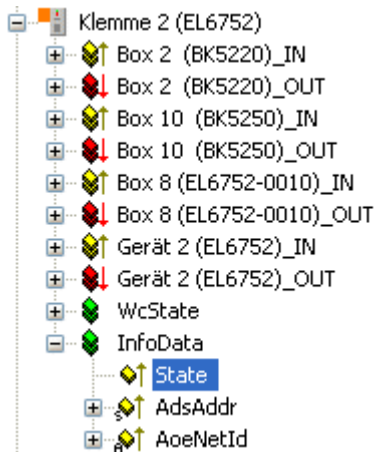 Klemme 2 (EL6752)
Box 2 (BK5220)_IN
Box 2 (BK5220)_OUT
Box 10 (BK5250)_IN
Box 10 (BK5250)_OUT
Box 8 (EL6752-0010)_IN
Box 8 (EL6752-0010)_OUT
Gerät 2 (EL6752)_IN
Gerät 2 (EL6752)_OUT
WcState
InfoData
State
AdsAddr
AoeNetId